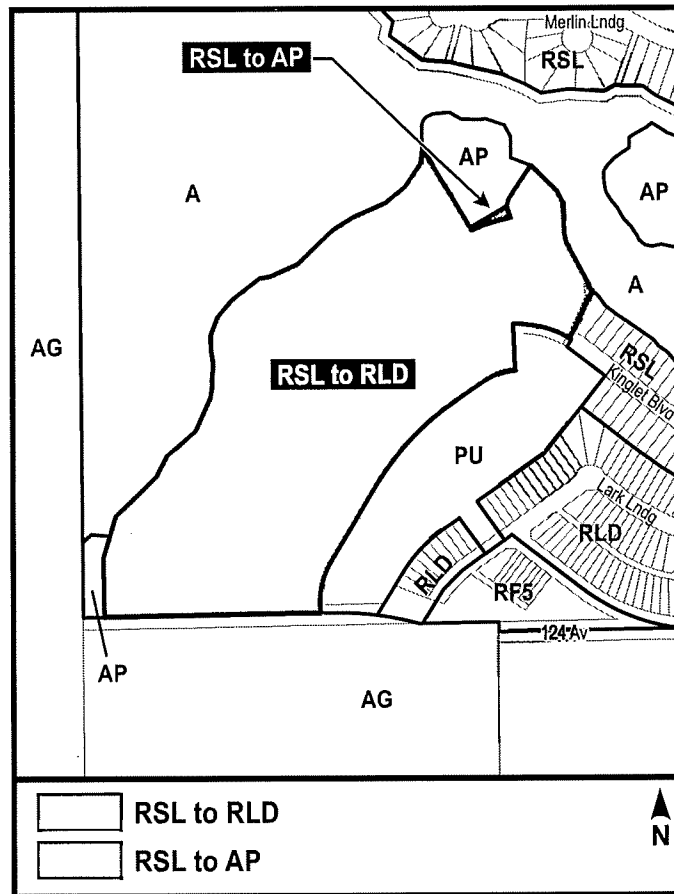 Merlin Lndg
RSL
RSL to AP
AP
AP
A
A
AG
RSL
RSL to RLD
Kinglet Blvd
PU
Lark Lndg
RLD
RLD
RF5
124 Av
AP
AG
RSL to RLD
RSL to AP
N